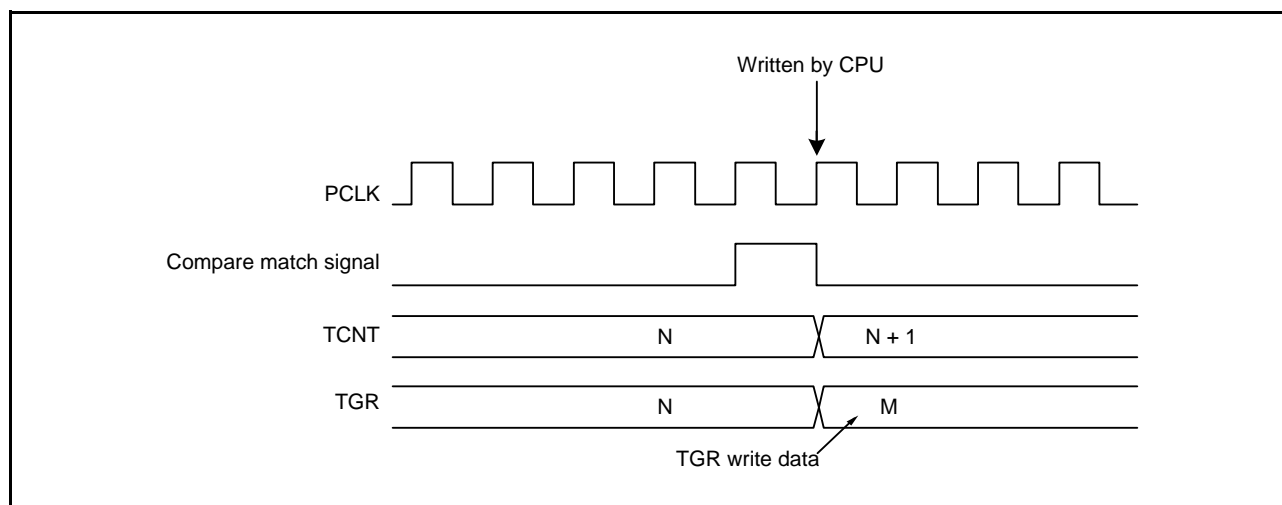 Written by CPU
PCLK
Compare match signal
TCNT
N
N + 1
TGR
N
M
TGR write data